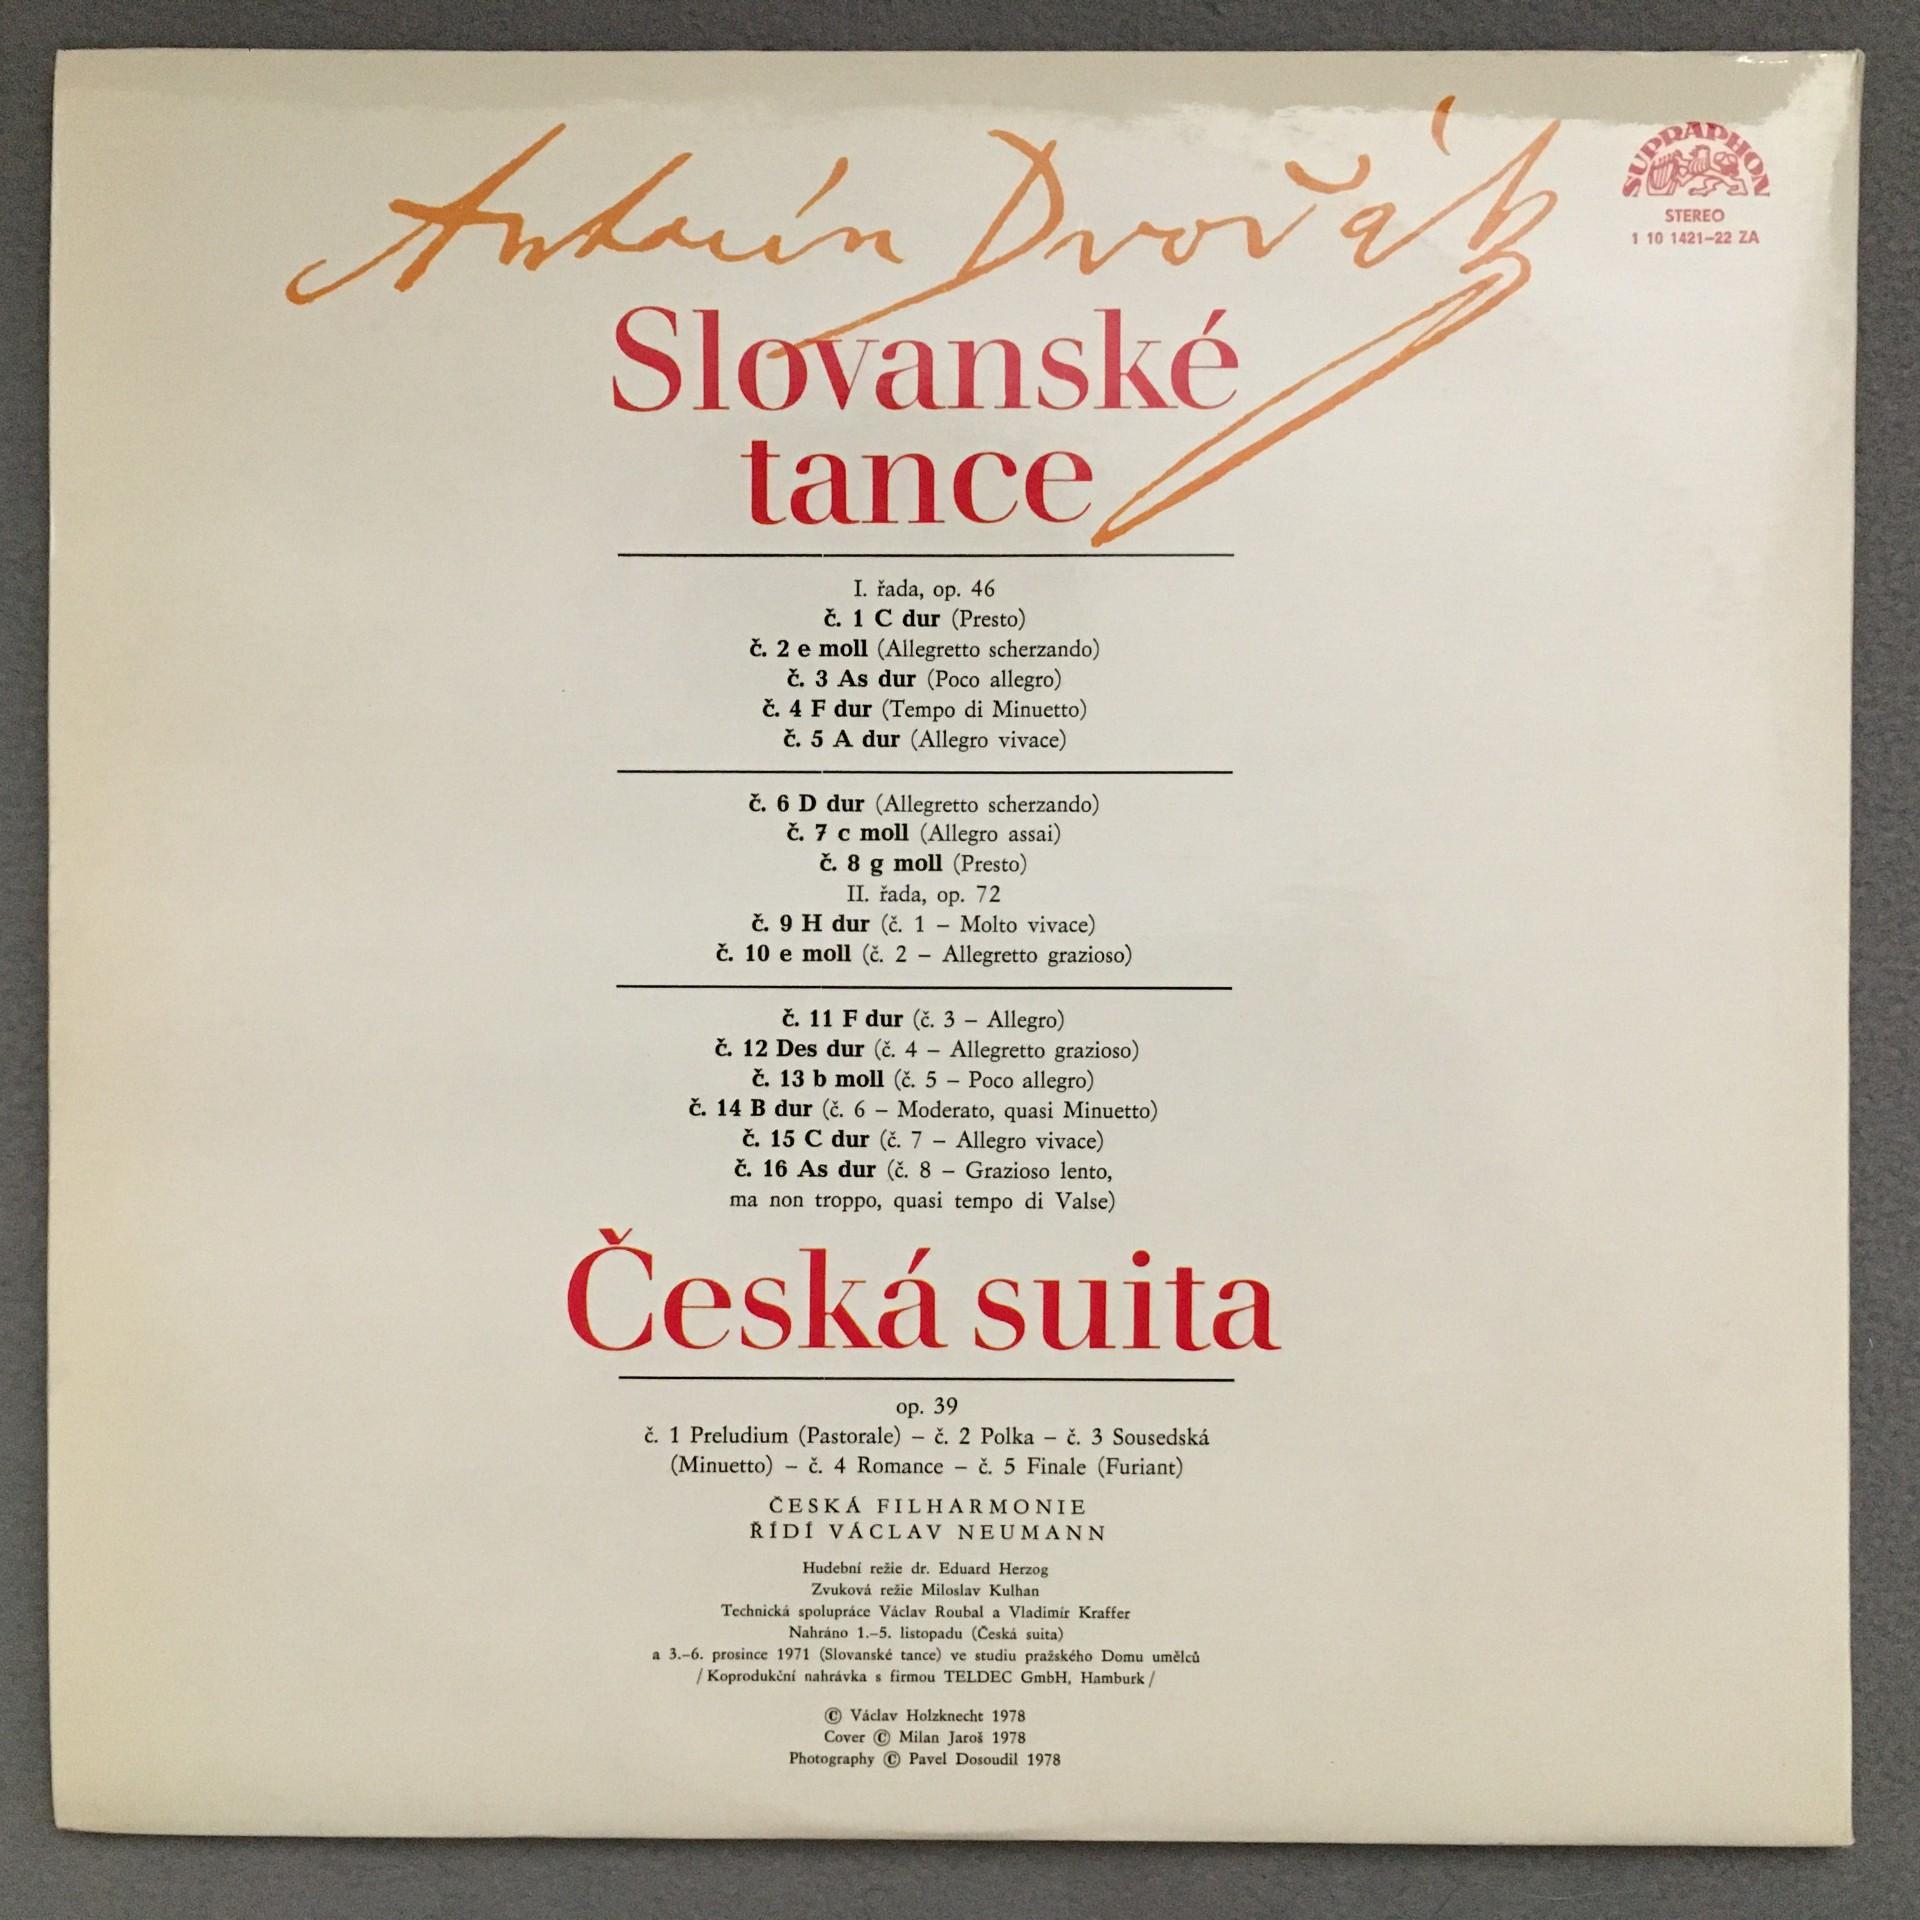 Antonín Dvořák
SUPRAPHON
STEREO
1 10 1421-22 ZA
Slovanské
tance
I. řada, op. 46
č. 1 C dur (Presto)
č. 2 e moll (Allegretto scherzando)
č. 3 As dur (Poco allegro)
č. 4 F dur (Tempo di Minuetto)
č. 5 A dur (Allegro vivace)
č. 6 D dur (Allegretto scherzando)
č. 7 c moll (Allegro assai)
č. 8 g moll (Presto)
II. řada, op. 72
č. 9 H dur (č. 1 – Molto vivace)
č. 10 e moll (č. 2 – Allegretto grazioso)
č. 11 F dur (č. 3 – Allegro)
č. 12 Des dur (č. 4 – Allegretto grazioso)
č. 13 b moll (č. 5 – Poco allegro)
č. 14 B dur (č. 6 – Moderato, quasi Minuetto)
č. 15 C dur (č. 7 – Allegro vivace)
č. 16 As dur (č. 8 – Grazioso lento,
ma non troppo, quasi tempo di Valse)
Česká suita
op. 39
č. 1 Preludium (Pastorale) – č. 2 Polka – č. 3 Sousedská
(Minuetto) – č. 4 Romance – č. 5 Finale (Furiant)
ČESKÁ FILHARMONIE
ŘÍDÍ VÁCLAV NEUMANN
Hudební režie dr. Eduard Herzog
Zvuková režie Miloslav Kulhan
Technická spolupráce Václav Roubal a Vladimír Kraffer
Nahráno 1.–5. listopadu (Česká suita)
a 3.–6. prosince 1971 (Slovanské tance) ve studiu pražského Domu umělců
/Koprodukční nahrávka s firmou TELDEC GmbH, Hamburk/
© Václav Holzknecht 1978
Cover © Milan Jaroš 1978
Photography © Pavel Dosoudil 1978